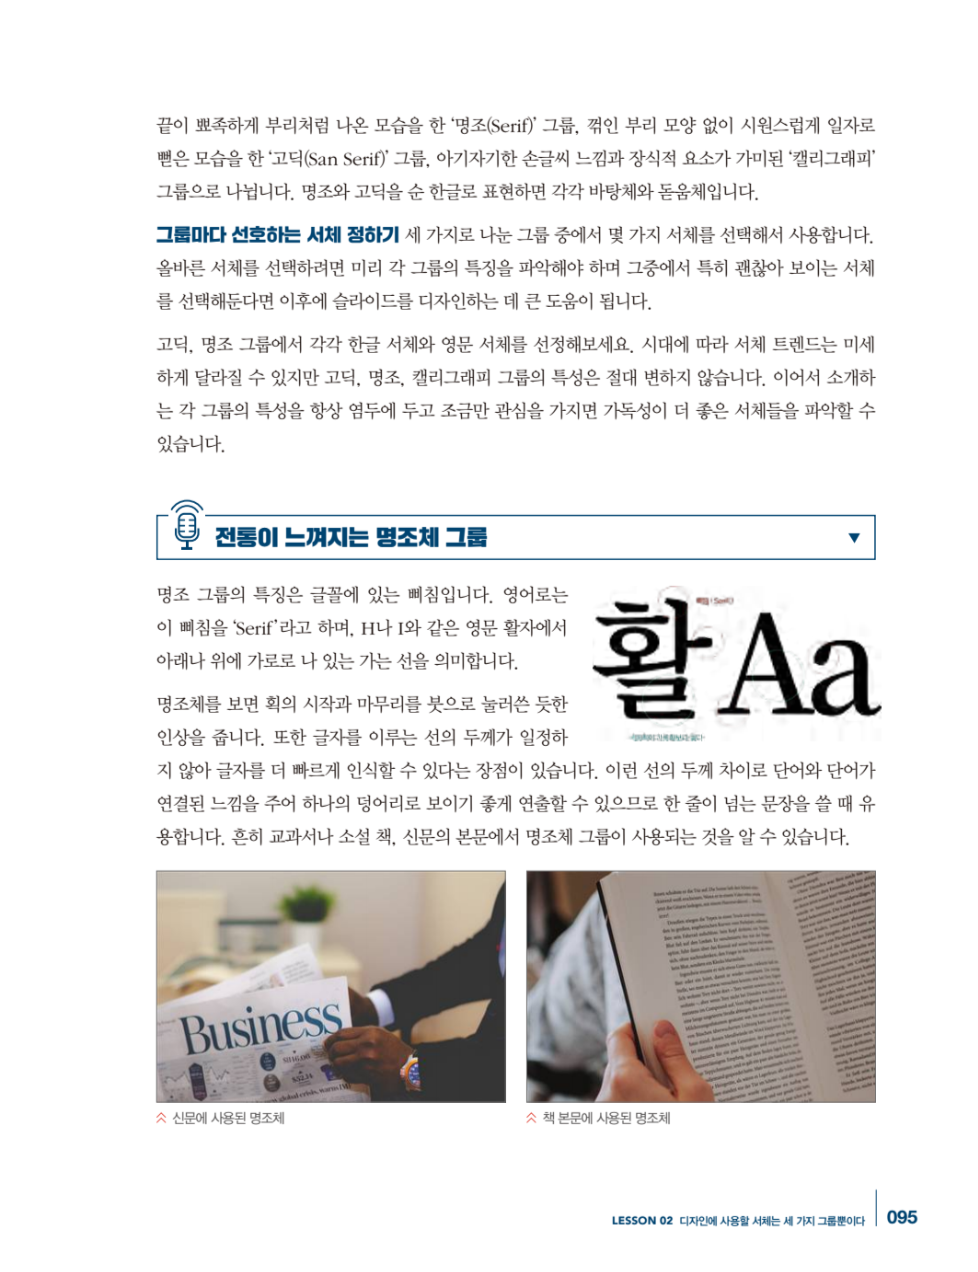 끝이 뾰족하게 부리처럼 나온 모습을 한 ‘명조(Serif)’ 그룹, 꺾인 부리 모양 없이 시원스럽게 일자로
뻗은 모습을 한 ‘고딕(San Serif)’ 그룹, 아기자기한 손글씨 느낌과 장식적 요소가 가미된 ‘캘리그래피’
그룹으로 나뉩니다. 명조와 고딕을 순 한글로 표현하면 각각 바탕체와 돋움체입니다.
그룹마다 선호하는 서체 정하기 세 가지로 나눈 그룹 중에서 몇 가지 서체를 선택해서 사용합니다.
올바른 서체를 선택하려면 미리 각 그룹의 특징을 파악해야 하며 그중에서 특히 괜찮아 보이는 서체
를 선택해둔다면 이후에 슬라이드를 디자인하는 데 큰 도움이 됩니다.
고딕, 명조 그룹에서 각각 한글 서체와 영문 서체를 선정해보세요. 시대에 따라 서체 트렌드는 미세
하게 달라질 수 있지만 고딕, 명조, 캘리그래피 그룹의 특성은 절대 변하지 않습니다. 이어서 소개하
는 각 그룹의 특성을 항상 염두에 두고 조금만 관심을 가지면 가독성이 더 좋은 서체들을 파악할 수
있습니다.
전통이 느껴지는 명조체 그룹
명조 그룹의 특징은 글꼴에 있는 삐침입니다. 영어로는
이 삐침을 ‘Serif’라고 하며, H나 I와 같은 영문 활자에서
아래나 위에 가로로 나 있는 가는 선을 의미합니다.
활 Aa
명조체를 보면 획의 시작과 마무리를 붓으로 눌러쓴 듯한
인상을 줍니다. 또한 글자를 이루는 선의 두께가 일정하
지 않아 글자를 더 빠르게 인식할 수 있다는 장점이 있습니다. 이런 선의 두께 차이로 단어와 단어가
연결된 느낌을 주어 하나의 덩어리로 보이기 좋게 연출할 수 있으므로 한 줄이 넘는 문장을 쓸 때 유
용합니다. 흔히 교과서나 소설 책, 신문의 본문에서 명조체 그룹이 사용되는 것을 알 수 있습니다.
Business
신문에 사용된 명조체
책 본문에 사용된 명조체
LESSON 02 디자인에 사용할 서체는 세 가지 그룹뿐이다
095